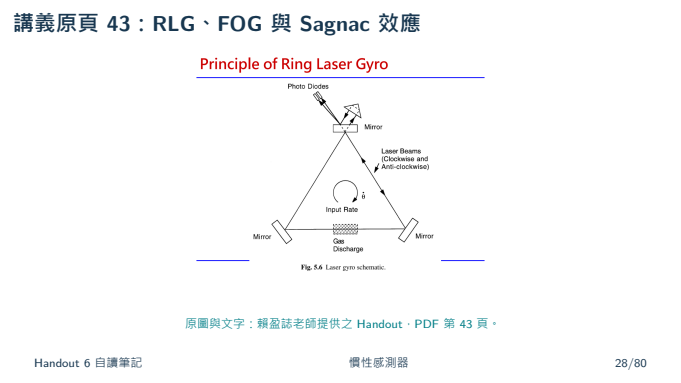 講義原頁 43：RLG、FOG 與 Sagnac 效應
Principle of Ring Laser Gyro
Photo Diodes
Mirror
Laser Beams
(Clockwise and
Anti-clockwise)
θ̇
Input Rate
Mirror
Gas
Discharge
Mirror
Fig. 5.6 Laser gyro schematic.
原圖與文字：賴盈誌老師提供之 Handout，PDF 第 43 頁。
Handout 6 自讀筆記
慣性感測器
28/80